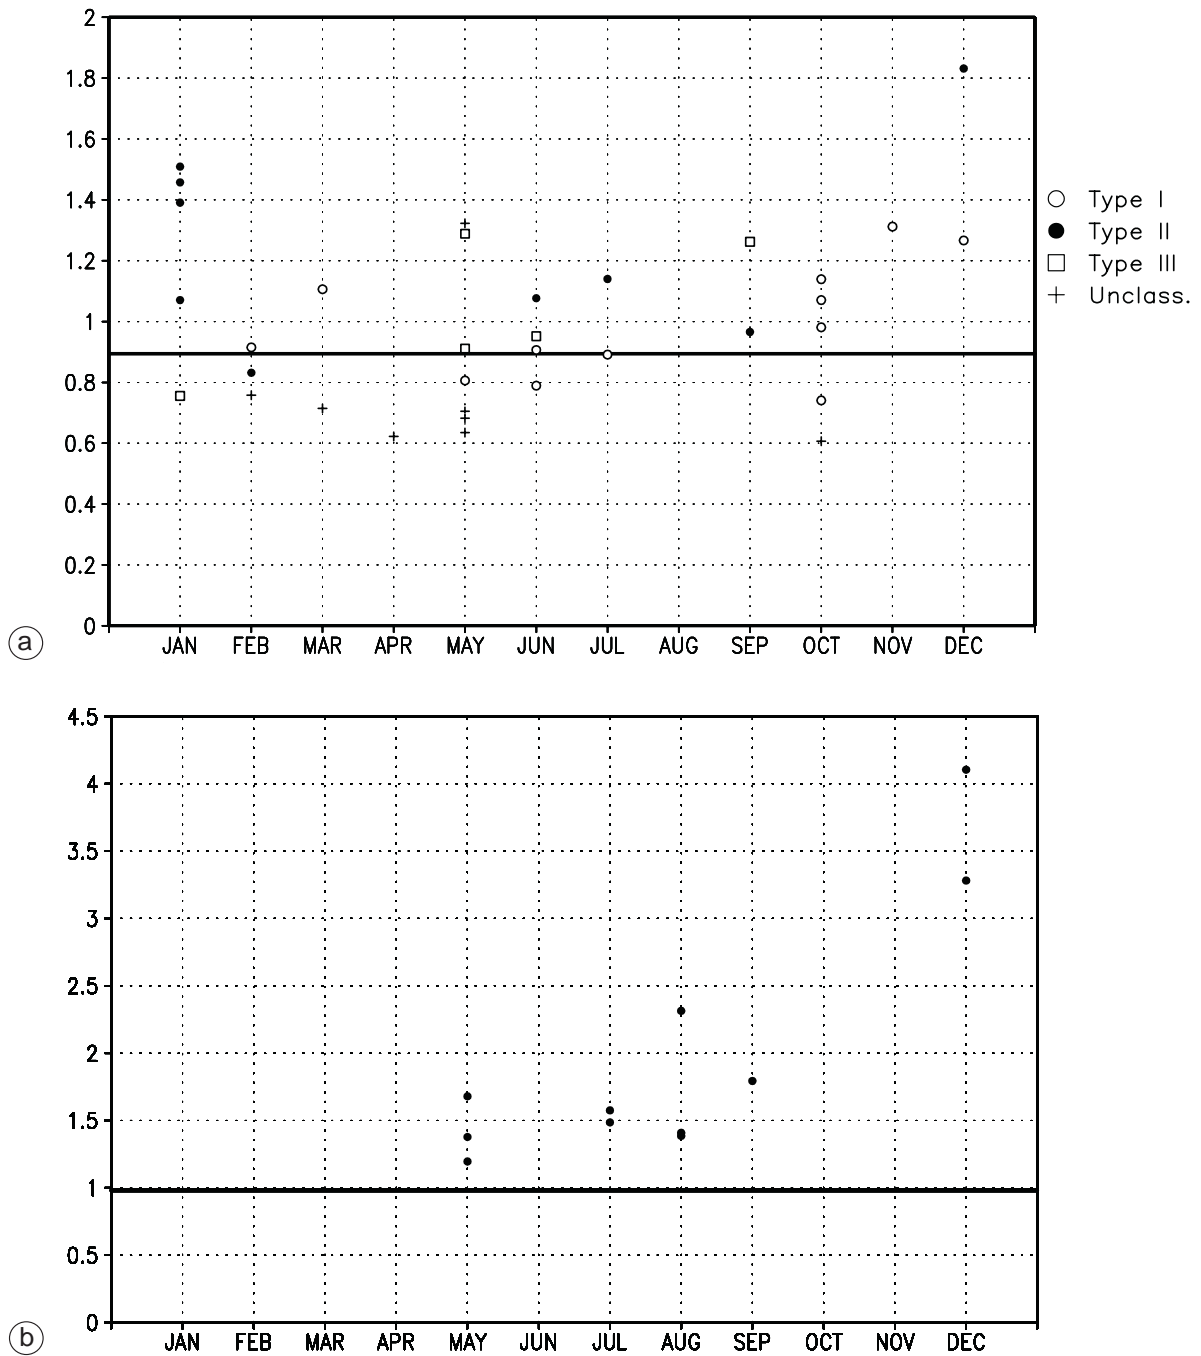 2
1.8
1.6
1.4
1.2
1
0.8
0.6
0.4
0.2
0
JAN FEB MAR APR MAY JUN JUL AUG SEP OCT NOV DEC
Type I
Type II
Type III
Unclass.
a
4.5
4
3.5
3
2.5
2
1.5
1
0.5
0
JAN FEB MAR APR MAY JUN JUL AUG SEP OCT NOV DEC
b